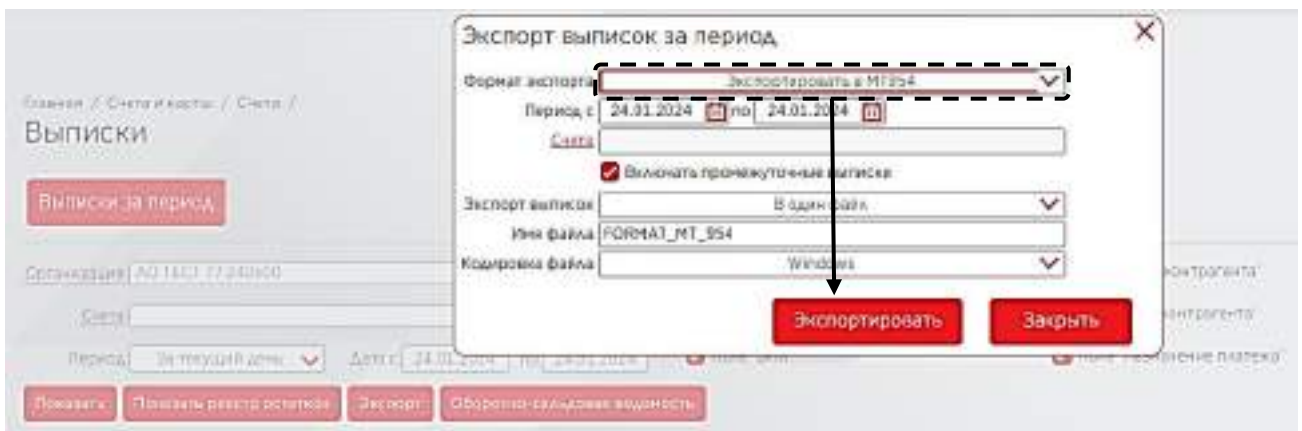 Экспорт выписок за период
Формат экспорта Экспортировать в MT954
Период с 24.01.2024 по 24.01.2024
Счета
Включать промежуточные выписки
Экспорт выписок В один файл
Имя файла FORMAT_MT_954
Кодировка файла Windows
Экспортировать Закрыть
Главная / Счета и карты / Счета /
Выписки
Выписки за период
Организация
контрагента"
Счета
контрагента"
Период За текущий день Дата с 24.01.2024 по 24.01.2024 назначение платежа"
Показать Показать реестр остатков Экспорт Оборотно-сальдовая ведомость